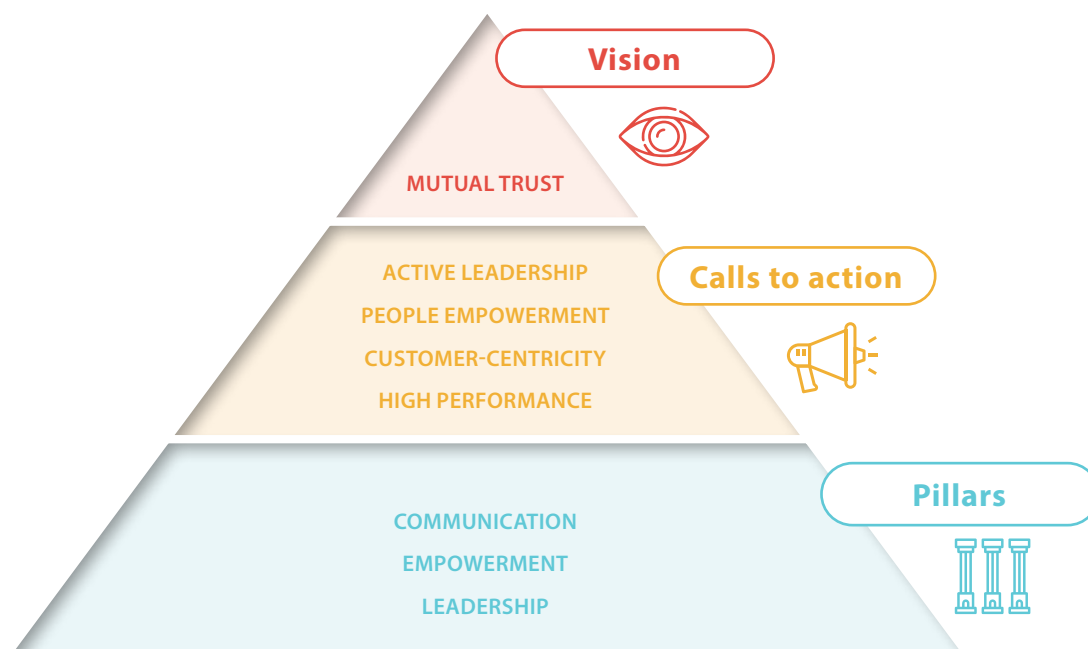 Vision
MUTUAL TRUST
Calls to action
ACTIVE LEADERSHIP
PEOPLE EMPOWERMENT
CUSTOMER-CENTRICITY
HIGH PERFORMANCE
Pillars
COMMUNICATION
EMPOWERMENT
LEADERSHIP